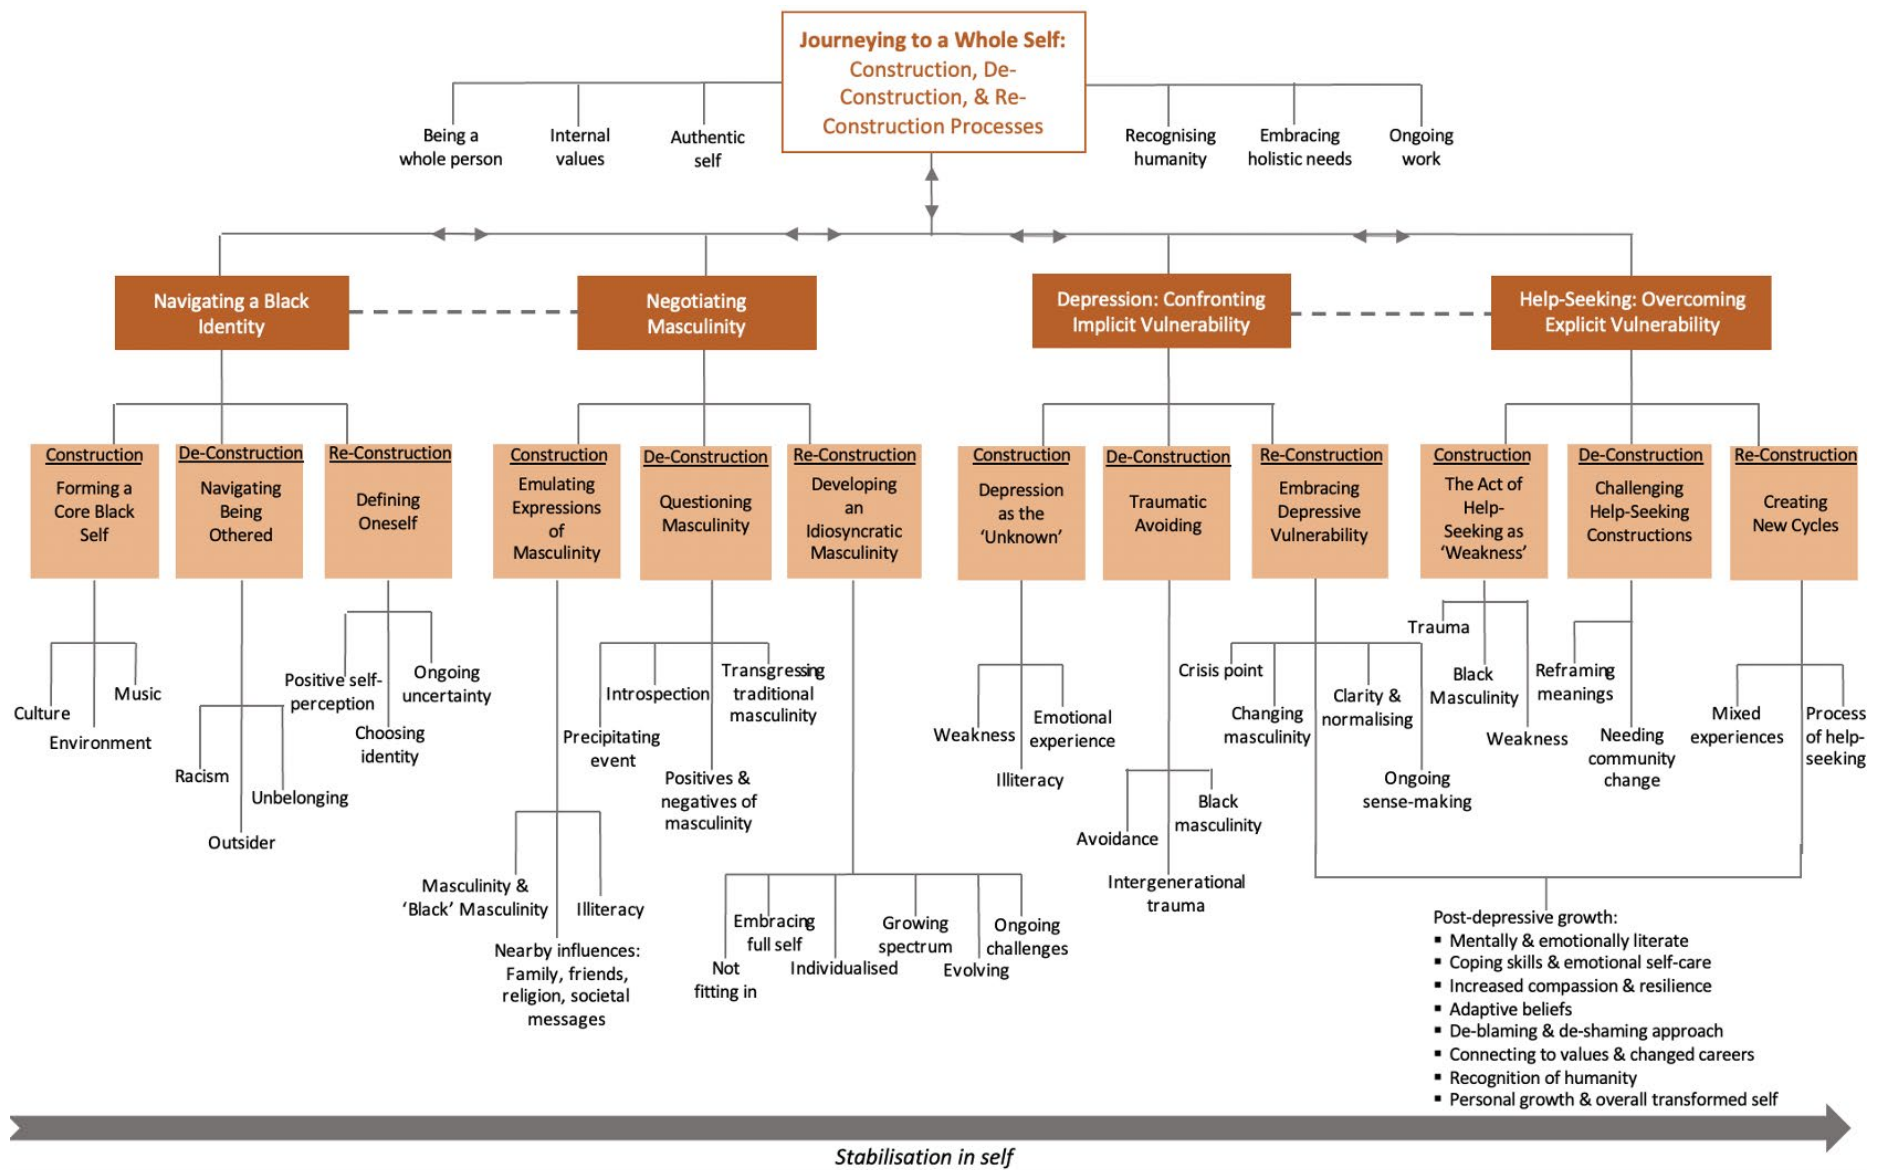 Journeying to a Whole Self:
Construction, De-
Construction, & Re-
Construction Processes
Being a
whole person
Internal
values
Authentic
self
Recognising
humanity
Embracing
holistic needs
Ongoing
work
Navigating a Black
Identity
Negotiating
Masculinity
Depression: Confronting
Implicit Vulnerability
Help-Seeking: Overcoming
Explicit Vulnerability
Construction
Forming a
Core Black
Self
De-Construction
Navigating
Being
Othered
Re-Construction
Defining
Oneself
Construction
Emulating
Expressions
of
Masculinity
De-Construction
Questioning
Masculinity
Re-Construction
Developing
an
Idiosyncratic
Masculinity
Construction
Depression
as the
‘Unknown’
De-Construction
Traumatic
Avoiding
Re-Construction
Embracing
Depressive
Vulnerability
Construction
The Act of
Help-
Seeking as
‘Weakness’
De-Construction
Challenging
Help-Seeking
Constructions
Re-Construction
Creating
New Cycles
Culture
Environment
Music
Racism
Outsider
Unbelonging
Positive self-
perception
Choosing
identity
Ongoing
uncertainty
Masculinity &
‘Black’ Masculinity
Nearby influences:
Family, friends,
religion, societal
messages
Illiteracy
Precipitating
event
Introspection
Positives &
negatives of
masculinity
Transgressing
traditional
masculinity
Not
fitting in
Embracing
full self
Individualised
Growing
spectrum
Evolving
Ongoing
challenges
Weakness
Illiteracy
Emotional
experience
Avoidance
Intergenerational
trauma
Black
masculinity
Crisis point
Changing
masculinity
Clarity &
normalising
Ongoing
sense-making
Trauma
Black
Masculinity
Weakness
Reframing
meanings
Needing
community
change
Mixed
experiences
Process
of help-
seeking
Post-depressive growth:
▪ Mentally & emotionally literate
▪ Coping skills & emotional self-care
▪ Increased compassion & resilience
▪ Adaptive beliefs
▪ De-blaming & de-shaming approach
▪ Connecting to values & changed careers
▪ Recognition of humanity
▪ Personal growth & overall transformed self
Stabilisation in self